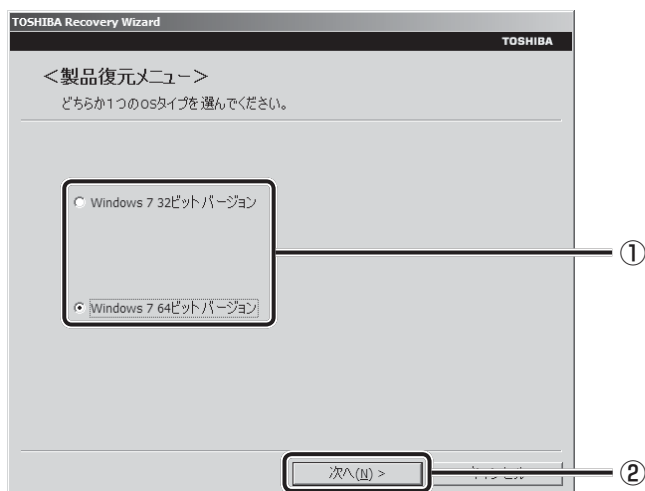 TOSHIBA Recovery Wizard
TOSHIBA
＜製品復元メニュー＞
どちらか1つのOSタイプを選んでください。
Windows 7 32ビット バージョン
①
Windows 7 64ビット バージョン
次へ(N) >
②